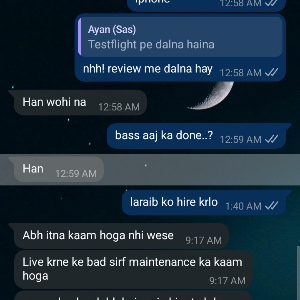 iphone
12:58 AM
Ayan (Sas)
Testflight pe dalna haina
nhh! review me dalna hay 12:58 AM
Han wohi na 12:58 AM
bass aaj ka done..? 12:59 AM
Han 12:59 AM
laraib ko hire krlo 1:40 AM
Abh itna kaam hoga nhi wese 9:17 AM
Live krne ke bad sirf maintenance ka kaam
hoga
9:17 AM